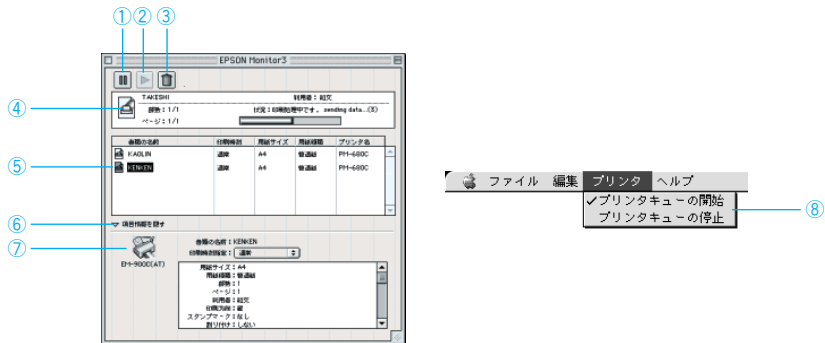 ① ② ③
EPSON Monitor3
TAKESHI
利用者：
部数：1/1
状況：印刷処理中です。 sending data...(%)
ページ：1/1
④
書類の名前 印刷時刻 用紙サイズ 用紙種類 プリンタ名
KAOLIN 通常 A4 普通紙 PM-680C
KENKEN 通常 A4 普通紙 PM-680C
⑤
⑥
項目情報を隠す
⑦
書類の名前：KENKEN
印刷時刻設定：通常
用紙サイズ：A4
用紙種類：普通紙
部数：1
ページ：1
利用者：
印刷方向：縦
スタンプマーク：なし
割り付け：しない
ファイル 編集 プリンタ ヘルプ
✓プリンタキューの開始
プリンタキューの停止
⑧